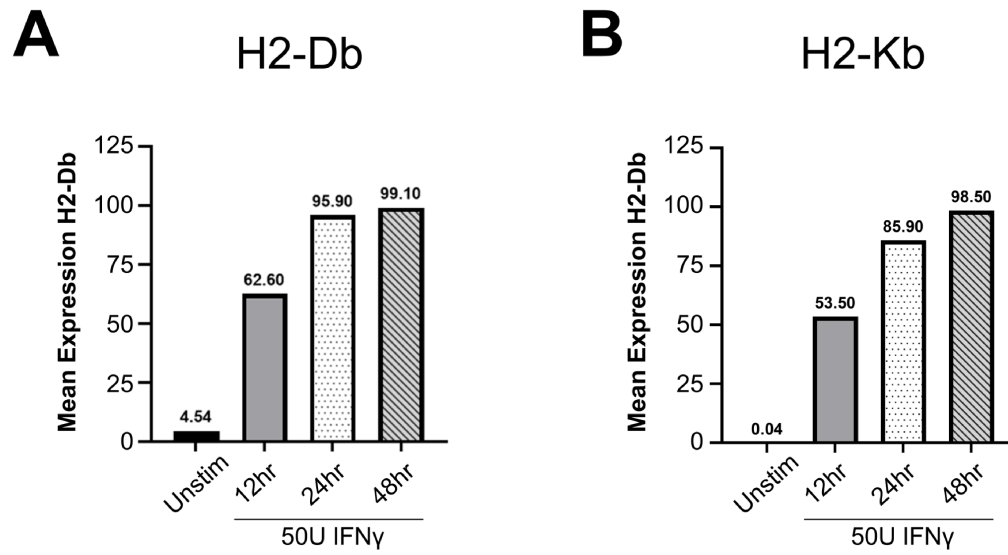 A
H2-Db
Mean Expression H2-Db
125
100
75
50
25
0
4.54
62.60
95.90
99.10
Unstim
12hr
24hr
48hr
50U IFNγ
B
H2-Kb
Mean Expression H2-Db
125
100
75
50
25
0
0.04
53.50
85.90
98.50
Unstim
12hr
24hr
48hr
50U IFNγ